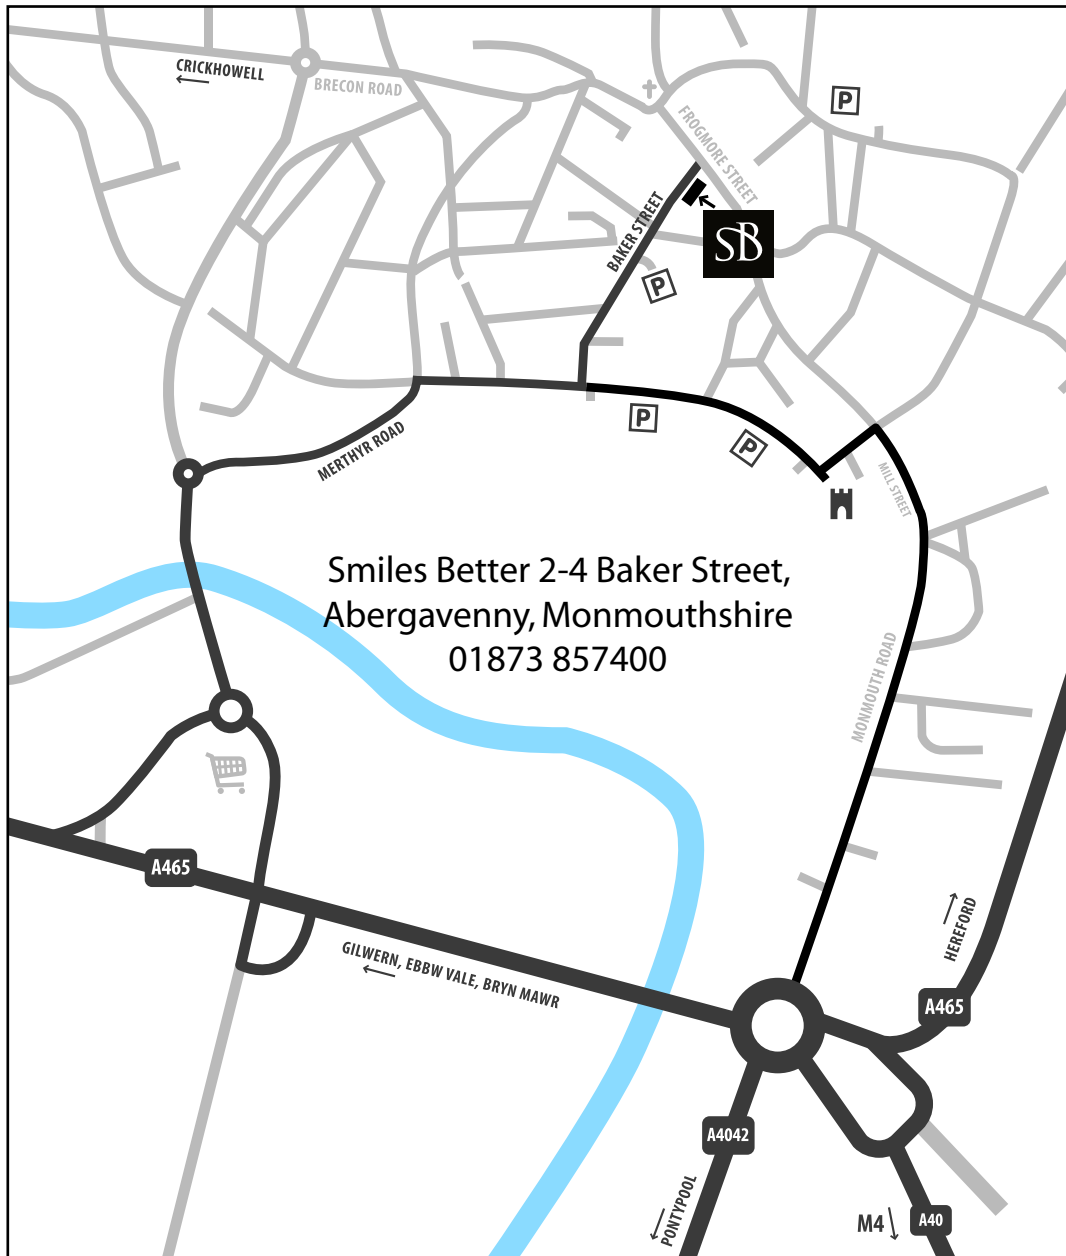 CRICKHOWELL
BRECON ROAD
P
FROGMORE STREET
BAKER STREET
SB
P
P
P
MERTHYR ROAD
MILL STREET
Smiles Better 2-4 Baker Street,
Abergavenny, Monmouthshire
01873 857400
MONMOUTH ROAD
A465
HEREFORD
GILWERN, EBBW VALE, BRYN MAWR
A465
A4042
PONTYPOOL
M4
A40